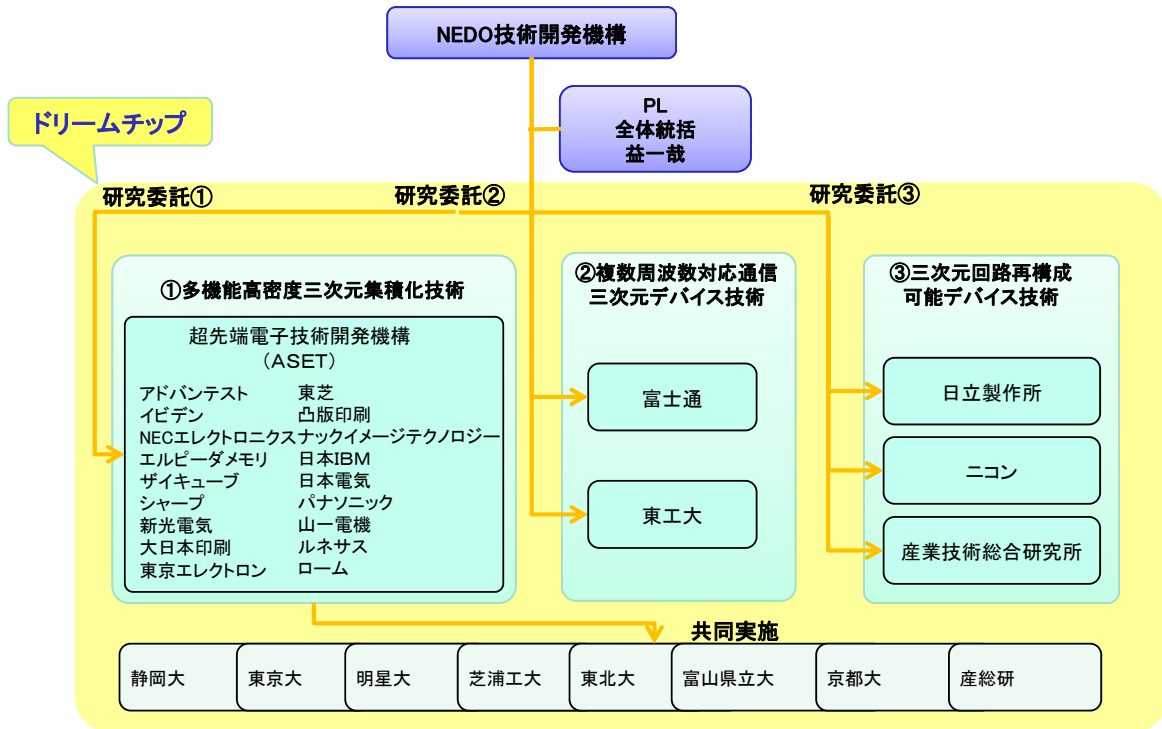 NEDO技術開発機構
PL
全体統括
益一哉
ドリームチップ
研究委託①
研究委託②
研究委託③
①多機能高密度三次元集積化技術
超先端電子技術開発機構
（ASET）
アドバンテスト
イビデン
NECエレクトロニクス
エルピーダメモリ
ザイキューブ
シャープ
新光電気
大日本印刷
東京エレクトロン
東芝
凸版印刷
ナックイメージテクノロジー
日本IBM
日本電気
パナソニック
山一電機
ルネサス
ローム
②複数周波数対応通信
三次元デバイス技術
富士通
東工大
③三次元回路再構成
可能デバイス技術
日立製作所
ニコン
産業技術総合研究所
共同実施
静岡大
東京大
明星大
芝浦工大
東北大
富山県立大
京都大
産総研